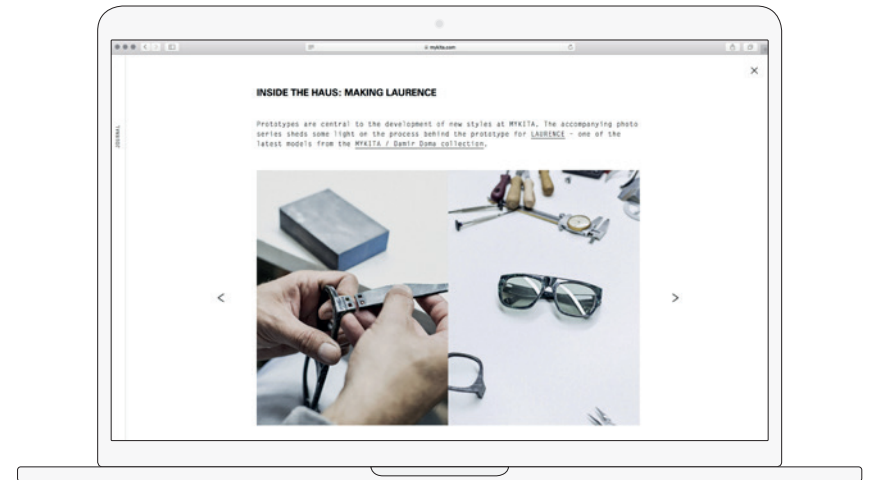 mykita.com
INSIDE THE HAUS: MAKING LAURENCE
JOURNAL
Prototypes are central to the development of new styles at MYKITA. The accompanying photo
series sheds some light on the process behind the prototype for LAURENCE – one of the
latest models from the MYKITA / Damir Doma collection.